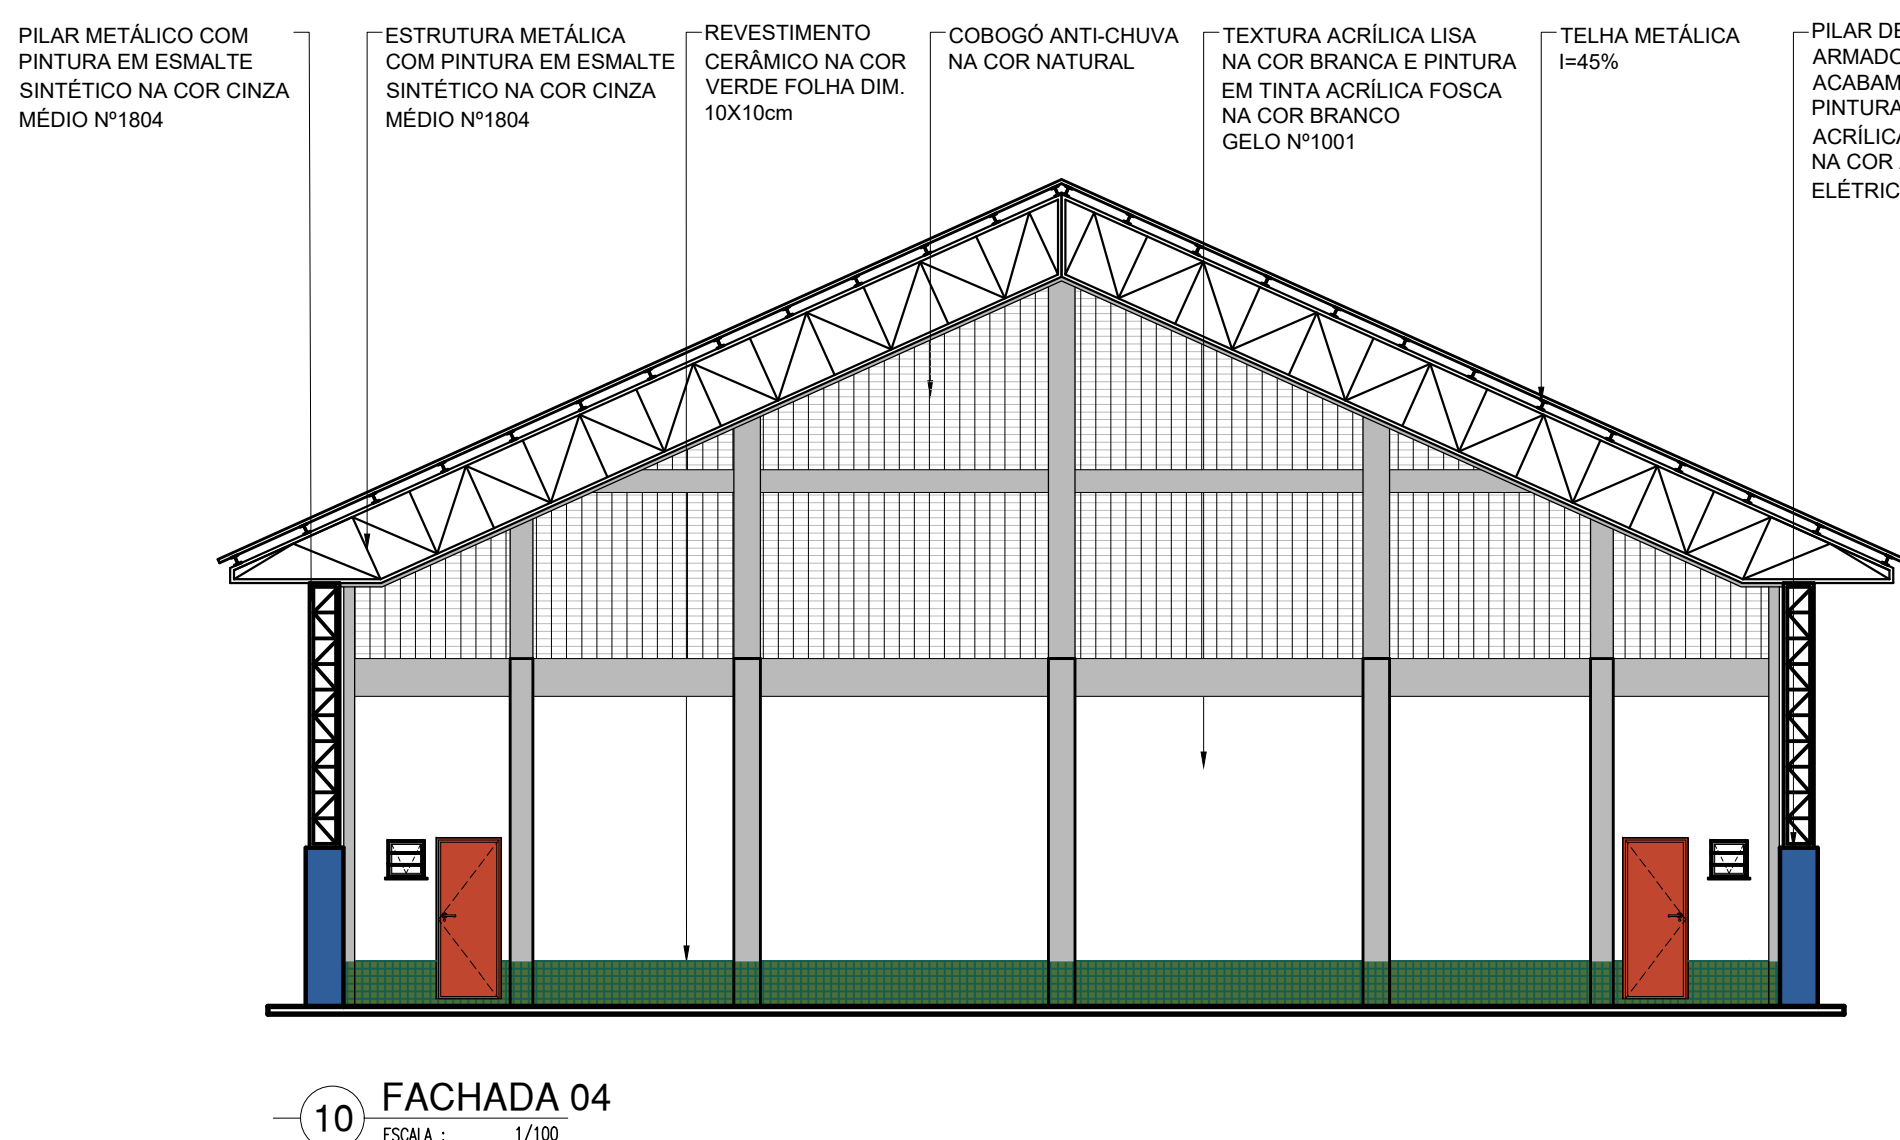 PILAR METÁLICO COM
PINTURA EM ESMALTE
SINTÉTICO NA COR CINZA
MÉDIO Nº1804
ESTRUTURA METÁLICA
COM PINTURA EM ESMALTE
SINTÉTICO NA COR CINZA
MÉDIO Nº1804
REVESTIMENTO
CERÂMICO NA COR
VERDE FOLHA DIM.
10X10cm
COBOGÓ ANTI-CHUVA
NA COR NATURAL
TEXTURA ACRÍLICA LISA
NA COR BRANCA E PINTURA
EM TINTA ACRÍLICA FOSCA
NA COR BRANCO
GELO Nº1001
TELHA METÁLICA
I=45%
PILAR DE
ARMADO
ACABAM
PINTURA
ACRÍLICA
NA COR
ELÉTRIC
10
FACHADA 04
ESCALA : 1/100